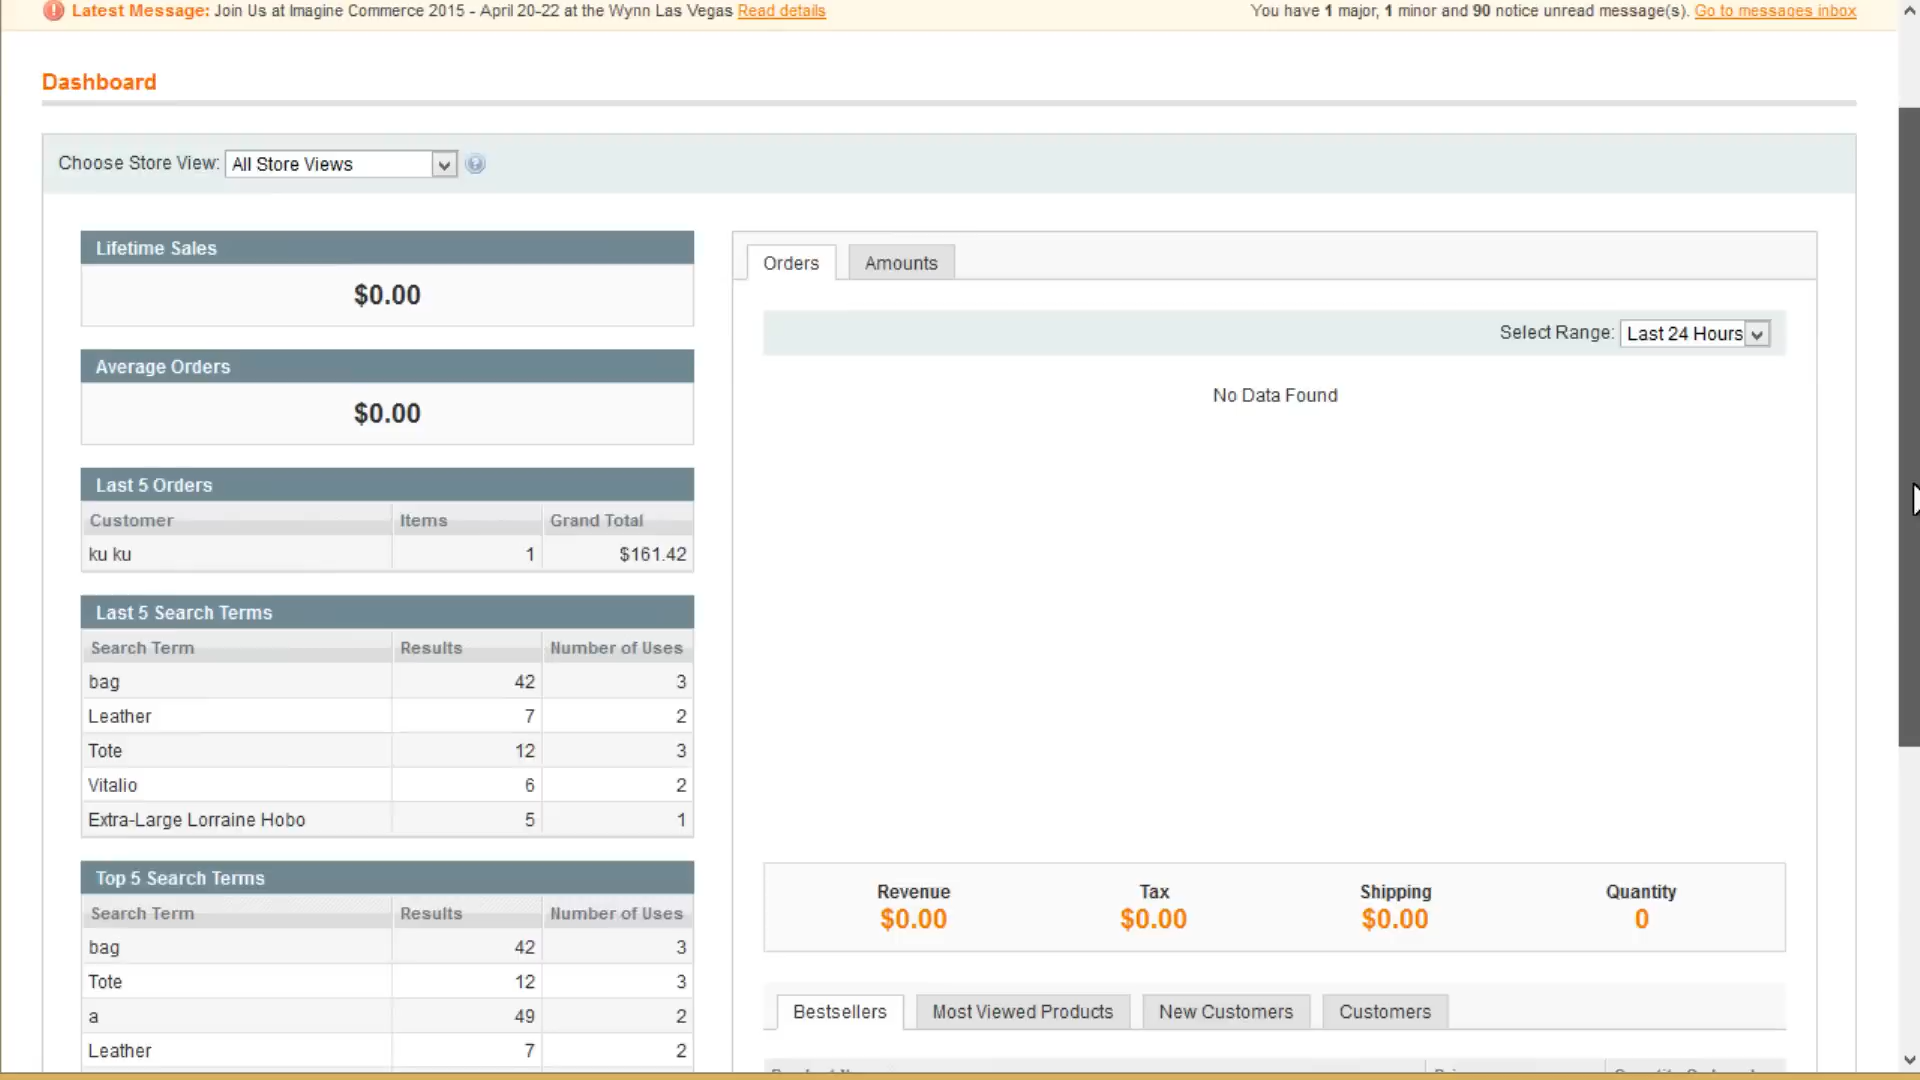 Latest Message: Join Us at Imagine Commerce 2015 - April 20-22 at the Wynn Las Vegas Read details
You have 1 major, 1 minor and 90 notice unread message(s). Go to messages inbox
Dashboard
Choose Store View: All Store Views
Lifetime Sales
$0.00
Average Orders
$0.00
Last 5 Orders
Customer Items Grand Total
ku ku 1 $161.42
Last 5 Search Terms
Search Term Results Number of Uses
bag 42 3
Leather 7 2
Tote 12 3
Vitalio 6 2
Extra-Large Lorraine Hobo 5 1
Top 5 Search Terms
Search Term Results Number of Uses
bag 42 3
Tote 12 3
a 49 2
Leather 7 2
Orders Amounts
Select Range: Last 24 Hours
No Data Found
Revenue Tax Shipping Quantity
$0.00 $0.00 $0.00 0
Bestsellers Most Viewed Products New Customers Customers